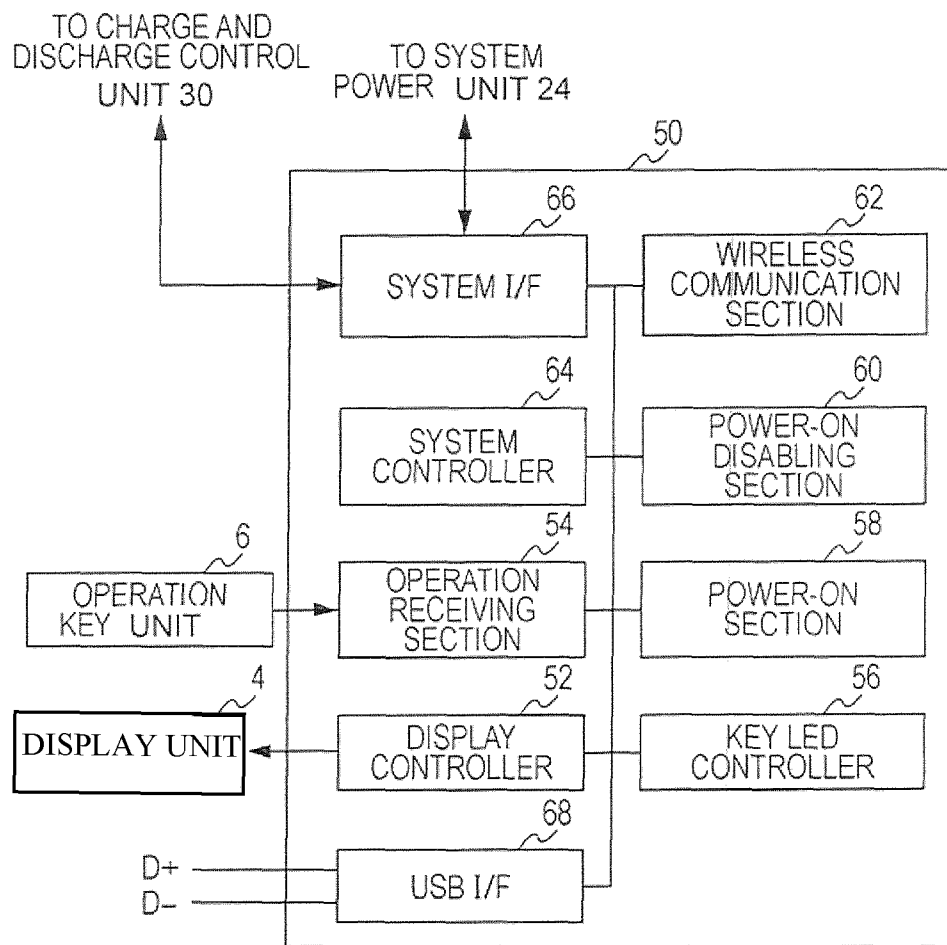 TO CHARGE AND
DISCHARGE CONTROL
UNIT 30
TO SYSTEM
POWER UNIT 24
50
66
SYSTEM I/F
62
WIRELESS
COMMUNICATION
SECTION
64
SYSTEM
CONTROLLER
60
POWER-ON
DISABLING
SECTION
6
OPERATION
KEY UNIT
54
OPERATION
RECEIVING
SECTION
58
POWER-ON
SECTION
4
DISPLAY UNIT
52
DISPLAY
CONTROLLER
56
KEY LED
CONTROLLER
68
D+
D-
USB I/F